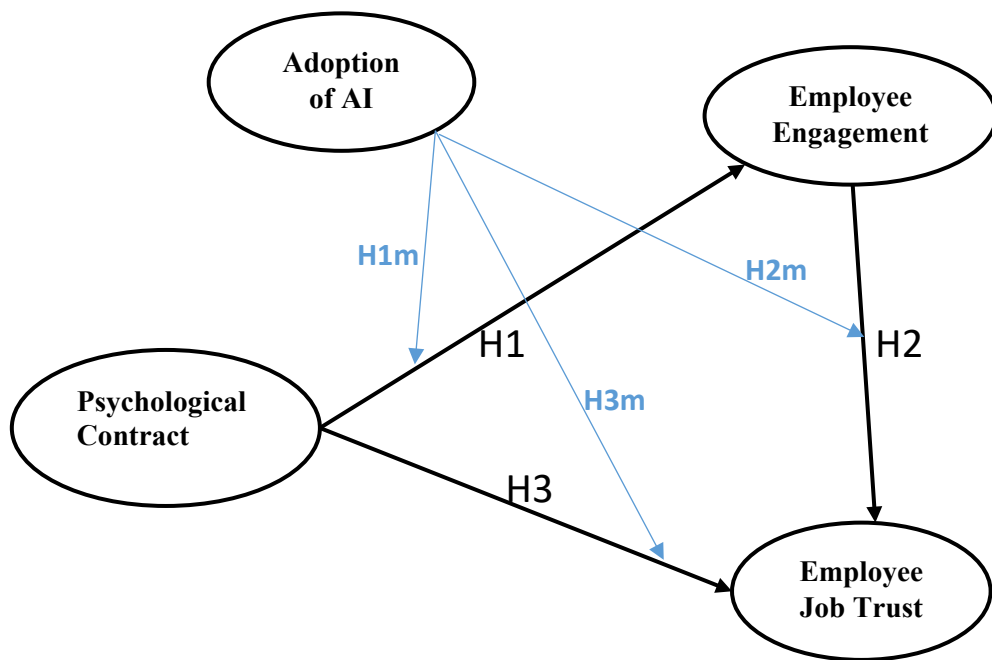 Adoption
of AI
Employee
Engagement
H1m
H2m
H1
H2
Psychological
Contract
H3m
H3
Employee
Job Trust